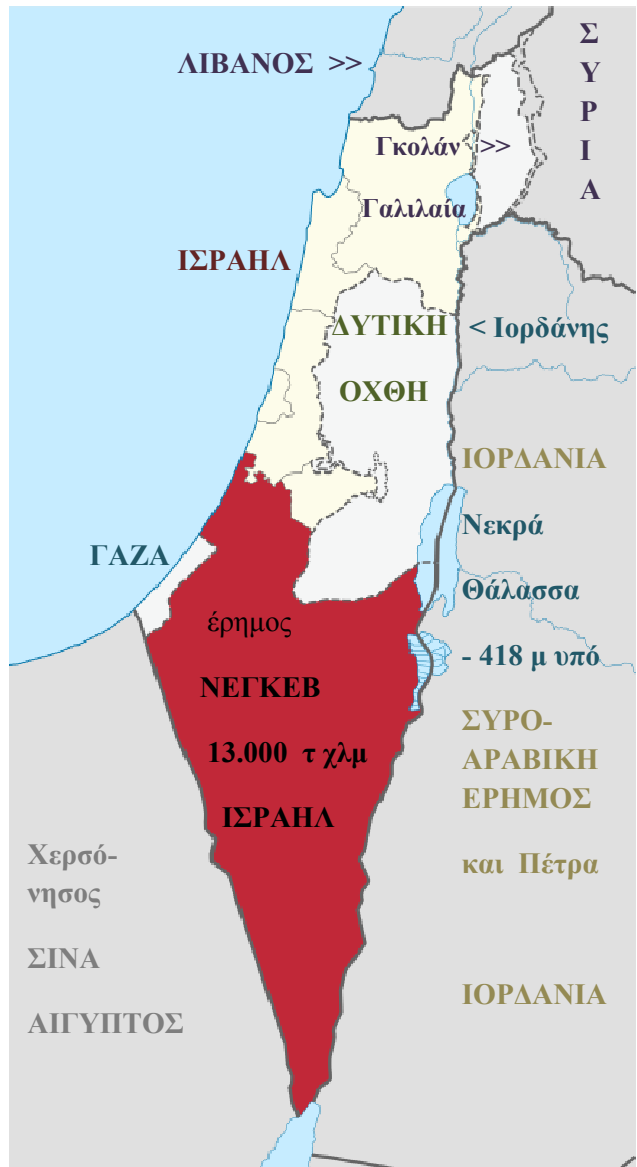 ΛΙΒΑΝΟΣ >>
ΣΥΡΙΑ
Γκολάν >>
Γαλιλαία
ΙΣΡΑΗΛ
ΔΥΤΙΚΗ
< Ιορδάνης
ΟΧΘΗ
ΙΟΡΔΑΝΙΑ
Νεκρά
ΓΑΖΑ
Θάλασσα
έρημος
- 418 μ υπό
ΝΕΓΚΕΒ
13.000 τ χλμ
ΙΣΡΑΗΛ
ΣΥΡΟ-
ΑΡΑΒΙΚΗ
ΕΡΗΜΟΣ
και Πέτρα
Χερσό-
νησος
ΣΙΝΑ
ΑΙΓΥΠΤΟΣ
ΙΟΡΔΑΝΙΑ